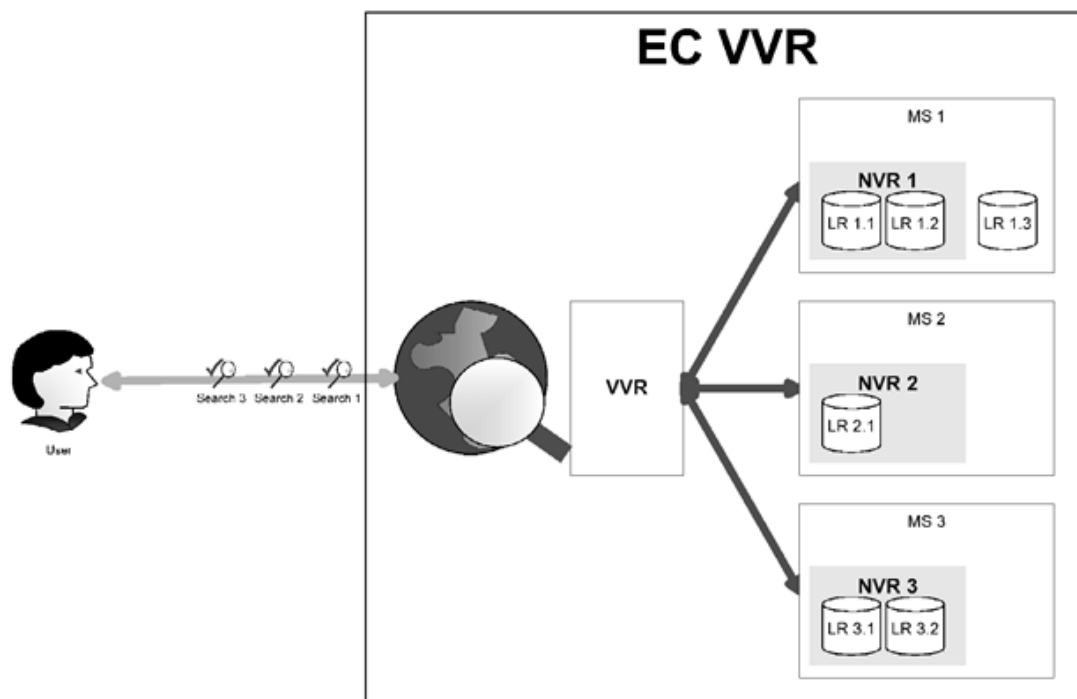 EC VVR
MS 1
NVR 1
LR 1.1
LR 1.2
LR 1.3
MS 2
NVR 2
LR 2.1
VVR
Search 3
Search 2
Search 1
User
MS 3
NVR 3
LR 3.1
LR 3.2